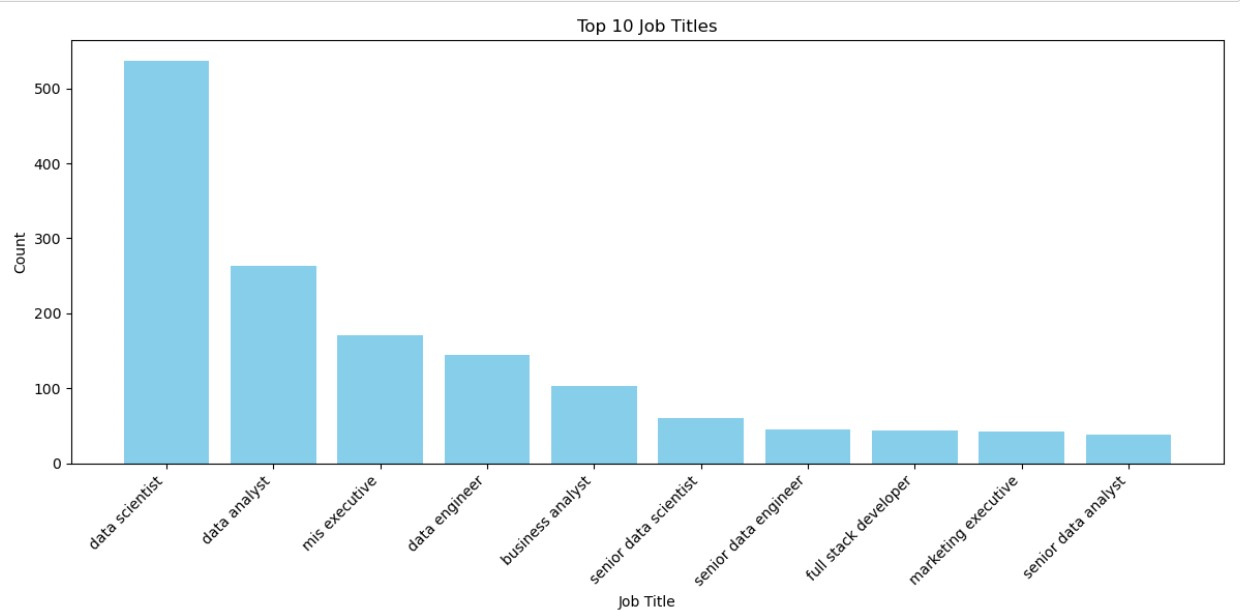 Top 10 Job Titles
500
400
300
200
100
0
Count
data scientist
data analyst
mis executive
data engineer
business analyst
senior data scientist
senior data engineer
full stack developer
marketing executive
senior data analyst
Job Title